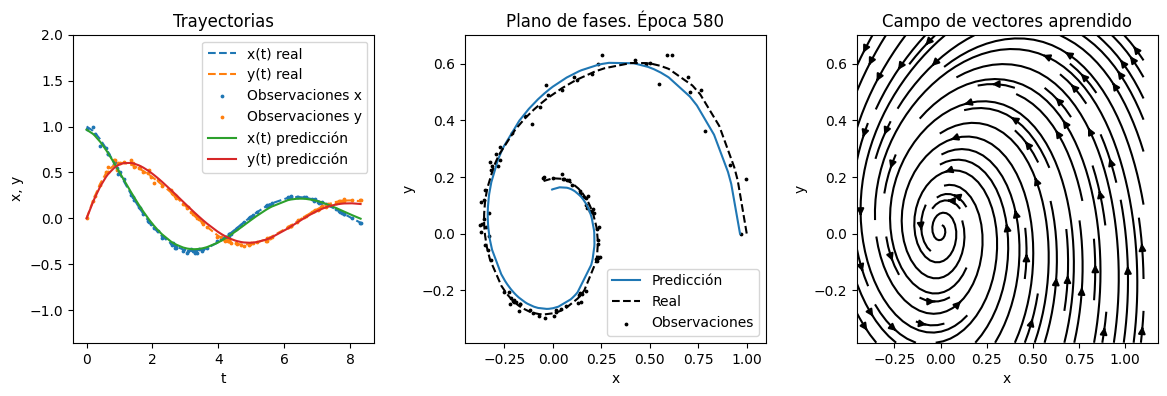 Trayectorias
x, y
2.0
1.5
1.0
0.5
0.0
−0.5
−1.0
0
2
4
6
8
t
x(t) real
y(t) real
Observaciones x
Observaciones y
x(t) predicción
y(t) predicción
Plano de fases. Época 580
y
0.6
0.4
0.2
0.0
−0.2
−0.25
0.00
0.25
0.50
0.75
1.00
x
Predicción
Real
Observaciones
Campo de vectores aprendido
y
0.6
0.4
0.2
0.0
−0.2
−0.25
0.00
0.25
0.50
0.75
1.00
x